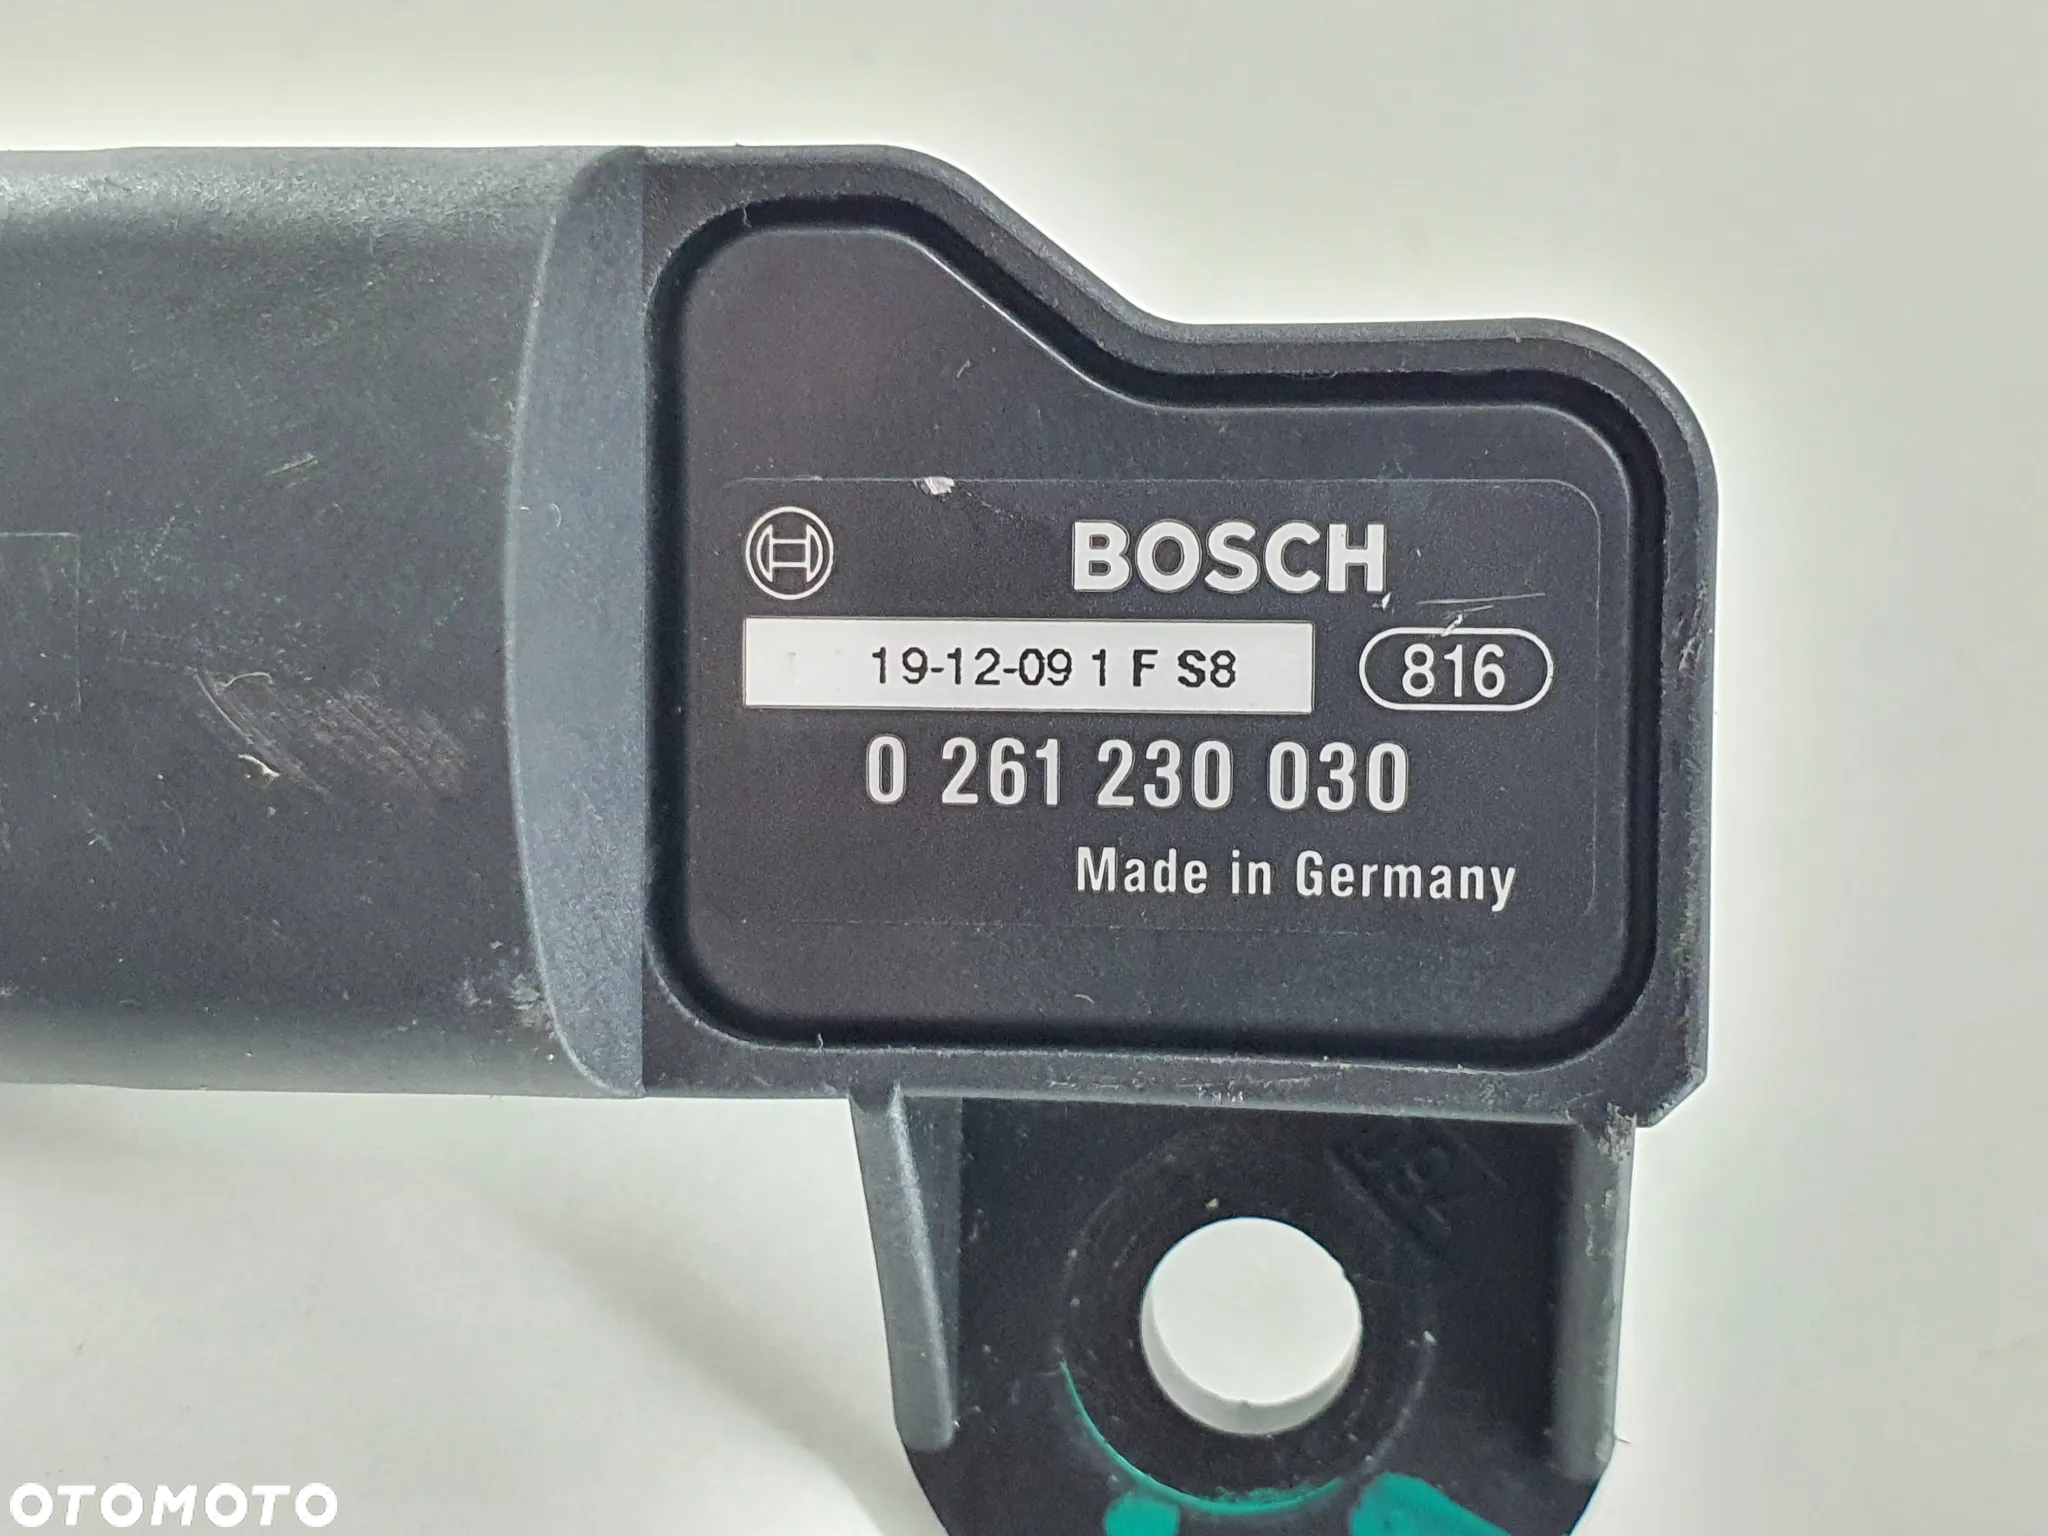 BOSCH
19-12-09 1 F S8
816
0 261 230 030
Made in Germany
OTOMOTO